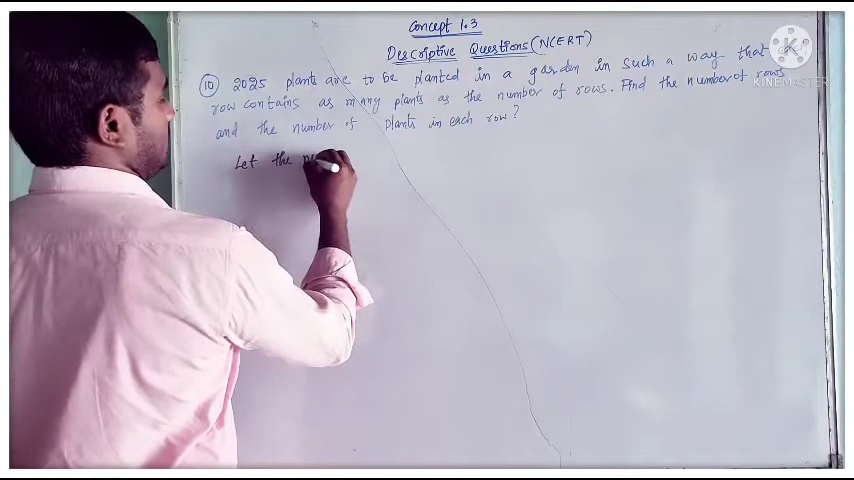 Concept 1.3
Descriptive Questions (NCERT)
10 2025 plants are to be planted in a garden in such a way that
row contains as many plants as the number of rows. Find the number of rows
and the number of plants in each row?
Let the
KINEMASTER